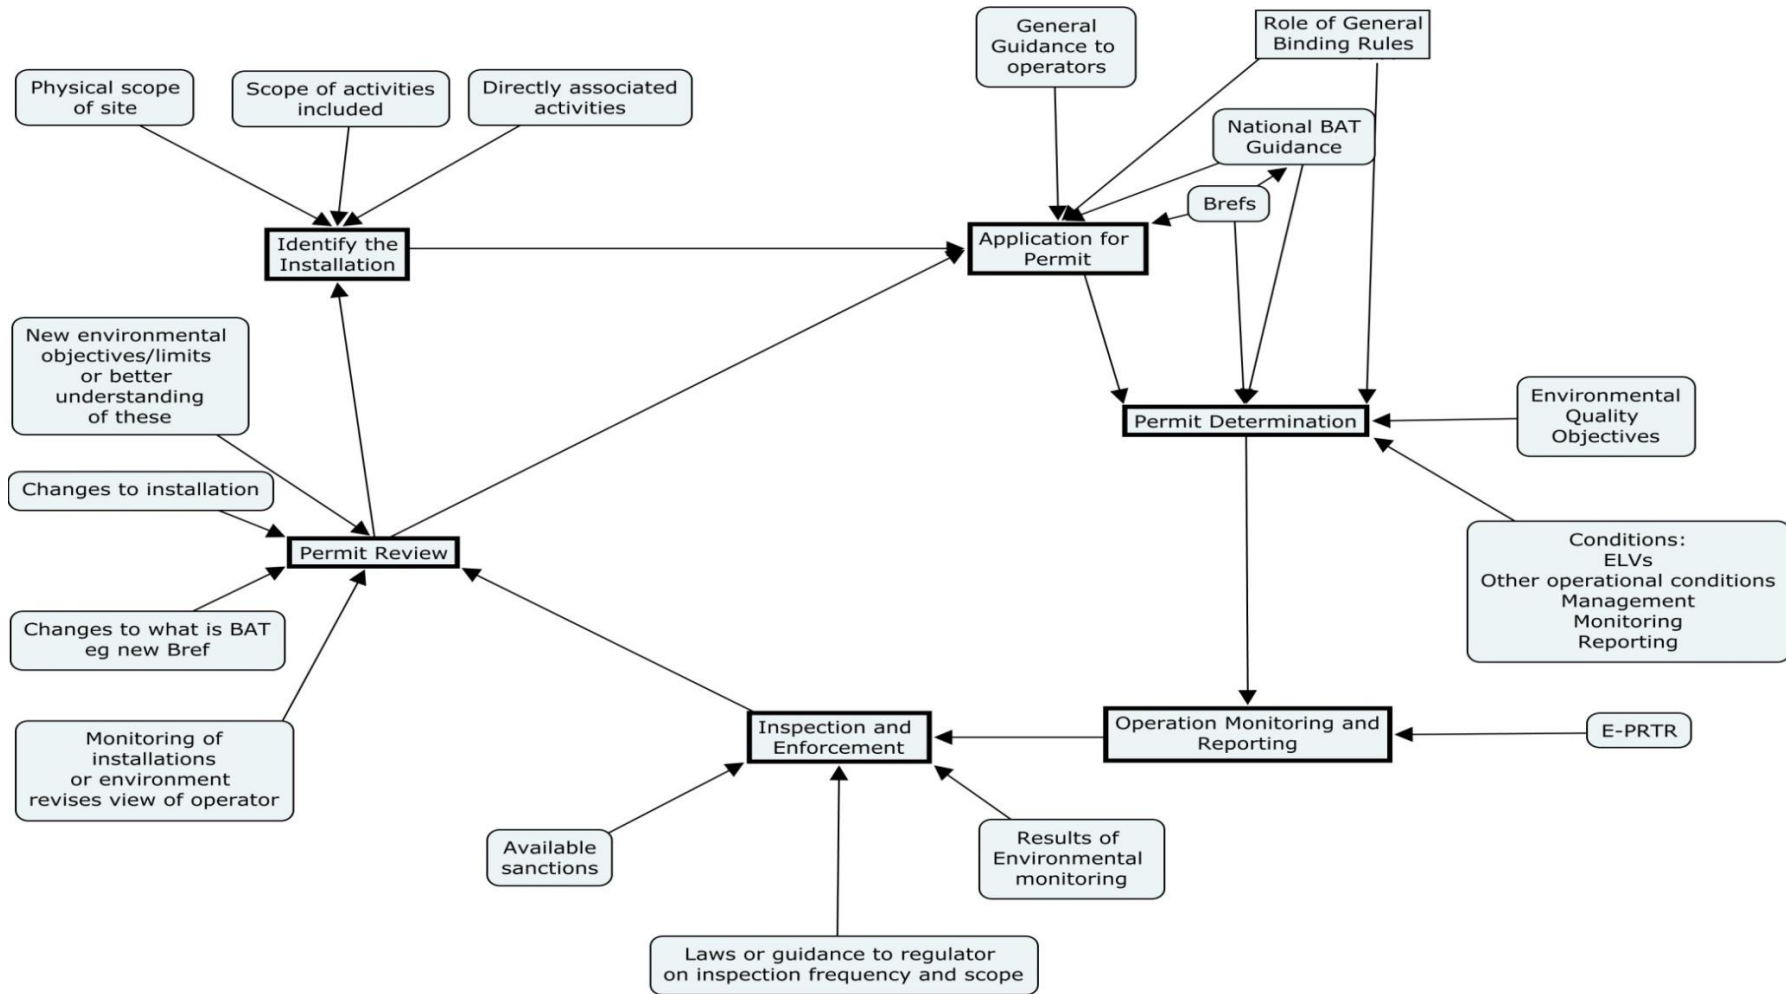 General
Guidance to
operators
Role of General
Binding Rules
Physical scope
of site
Scope of activities
included
Directly associated
activities
National BAT
Guidance
Brefs
Identify the
Installation
Application for
Permit
New environmental
objectives/limits
or better
understanding
of these
Permit Determination
Environmental
Quality
Objectives
Changes to installation
Permit Review
Conditions:
ELVs
Other operational conditions
Management
Monitoring
Reporting
Changes to what is BAT
eg new Bref
Monitoring of
installations
or environment
revises view of operator
Inspection and
Enforcement
Operation Monitoring and
Reporting
E-PRTR
Available
sanctions
Results of
Environmental
monitoring
Laws or guidance to regulator
on inspection frequency and scope